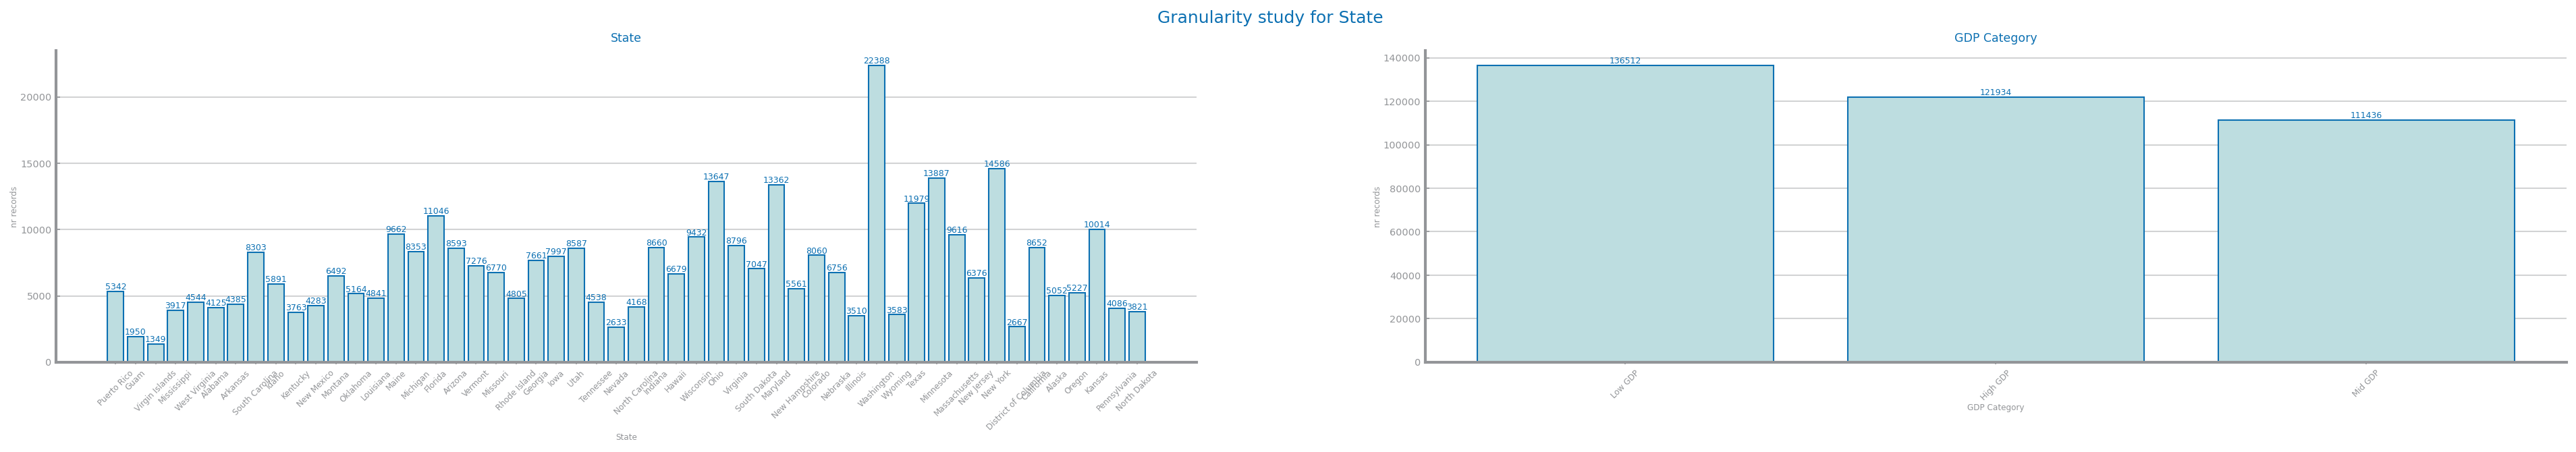 Granularity study for State
State
nr records
20000
15000
10000
5000
0
5342
1950
1349
3917
4544
4125
4385
8303
5891
3763
4283
6492
5164
4841
9662
8353
11046
8593
7276
6770
4805
7661
7997
8587
4538
2633
4168
8660
6679
9432
13647
8796
7047
13362
5561
8060
6756
3510
22388
3583
11979
13887
9616
6376
14586
2667
8652
5052
5227
10014
4086
3821
Puerto Rico
Guam
Virgin Islands
Mississippi
West Virginia
Alabama
Arkansas
South Carolina
Idaho
Kentucky
New Mexico
Montana
Oklahoma
Louisiana
Maine
Michigan
Florida
Arizona
Vermont
Missouri
Rhode Island
Georgia
Iowa
Utah
Tennessee
Nevada
North Carolina
Indiana
Hawaii
Wisconsin
Ohio
Virginia
South Dakota
Maryland
New Hampshire
Colorado
Nebraska
Illinois
Washington
Wyoming
Texas
Minnesota
Massachusetts
New Jersey
New York
District of Columbia
California
Alaska
Oregon
Kansas
Pennsylvania
North Dakota
State
GDP Category
nr records
140000
120000
100000
80000
60000
40000
20000
0
136512
121934
111436
Low GDP
High GDP
Mid GDP
GDP Category